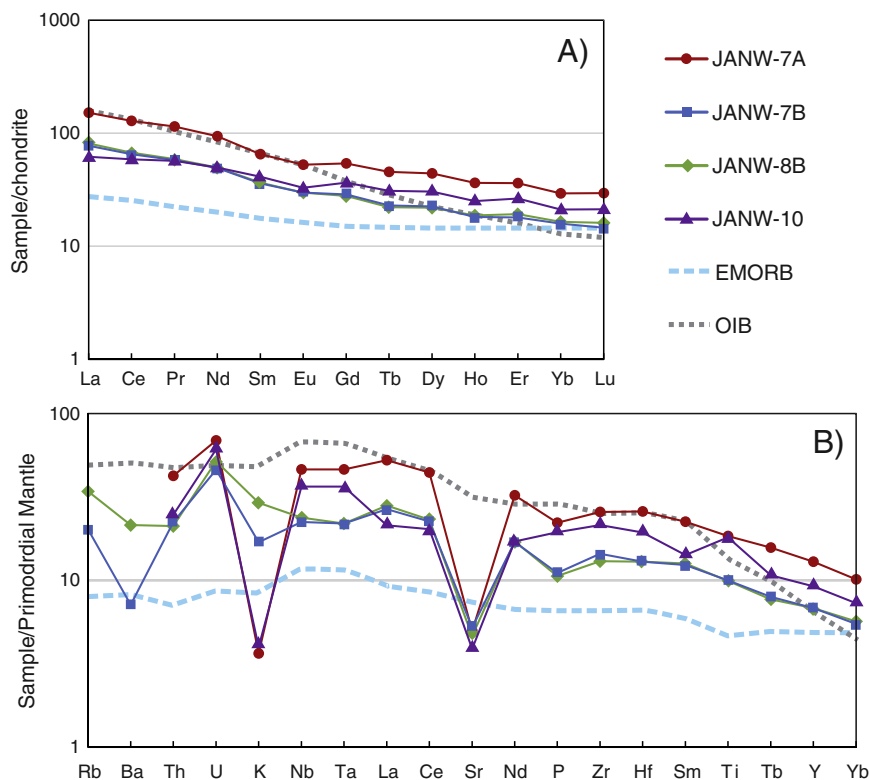 A)
1000
100
10
1
Sample/chondrite
La Ce Pr Nd Sm Eu Gd Tb Dy Ho Er Yb Lu
JANW-7A
JANW-7B
JANW-8B
JANW-10
EMORB
OIB
B)
100
10
1
Sample/Primodrdial Mantle
Rb Ba Th U K Nb Ta La Ce Sr Nd P Zr Hf Sm Ti Tb Y Yb